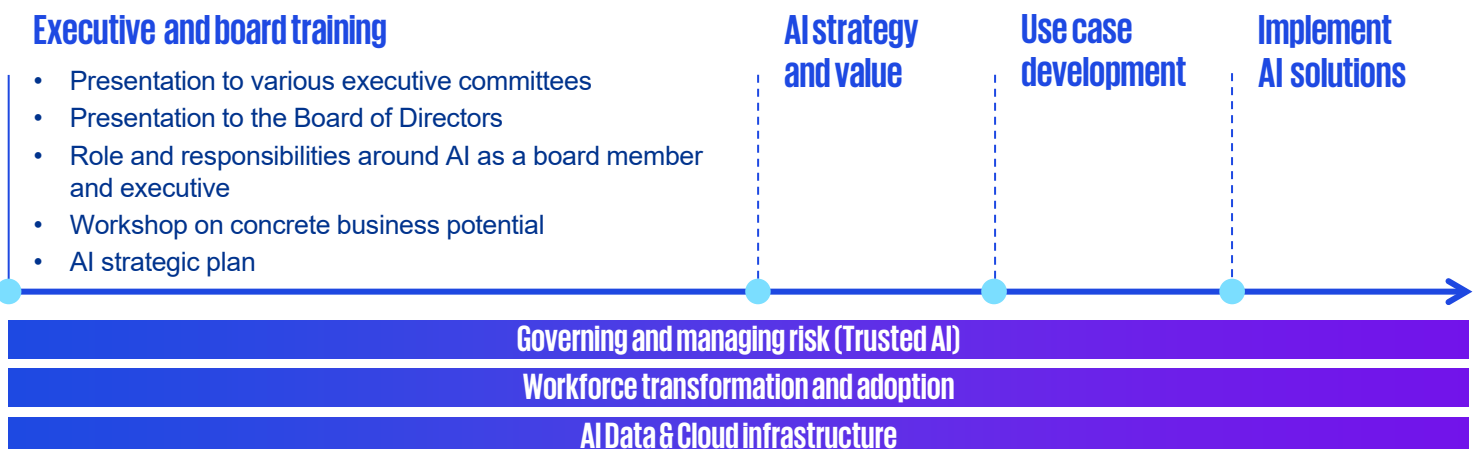 Executive and board training
• Presentation to various executive committees
• Presentation to the Board of Directors
• Role and responsibilities around AI as a board member
and executive
• Workshop on concrete business potential
• AI strategic plan
AI strategy
and value
Use case
development
Implement
AI solutions
Governing and managing risk (Trusted AI)
Workforce transformation and adoption
AI Data & Cloud infrastructure